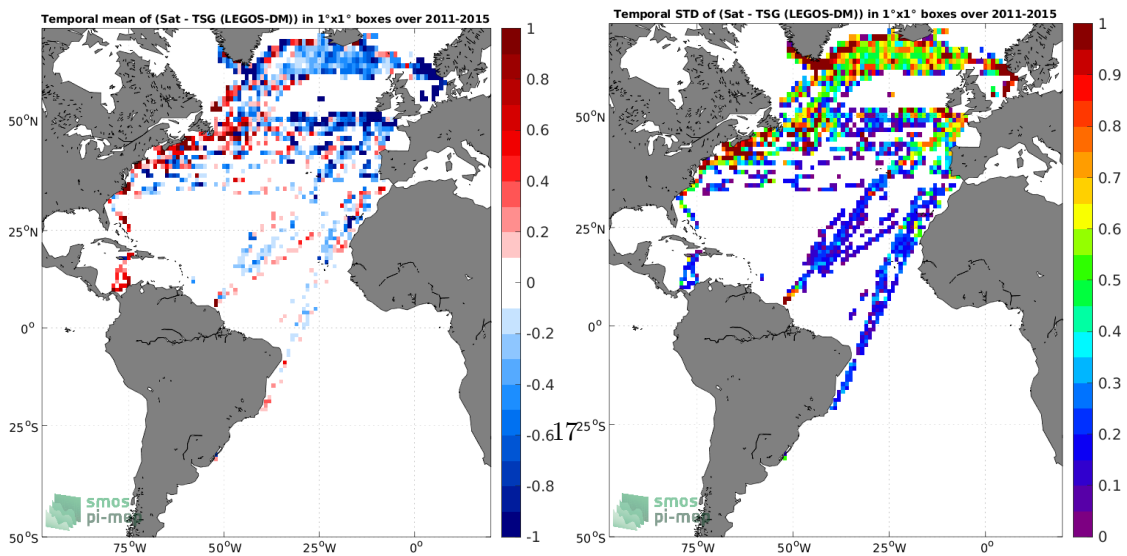 Temporal mean of (Sat - TSG (LEGOS-DM)) in 1°x1° boxes over 2011-2015
50°N
25°N
0°
25°S
50°S
75°W
50°W
25°W
0°
1
0.8
0.6
0.4
0.2
0
-0.2
-0.4
-0.6
-0.8
-1
smos
pi-mep
17
Temporal STD of (Sat - TSG (LEGOS-DM)) in 1°x1° boxes over 2011-2015
50°N
25°N
0°
25°S
50°S
75°W
50°W
25°W
0°
1
0.9
0.8
0.7
0.6
0.5
0.4
0.3
0.2
0.1
0
smos
pi-mep